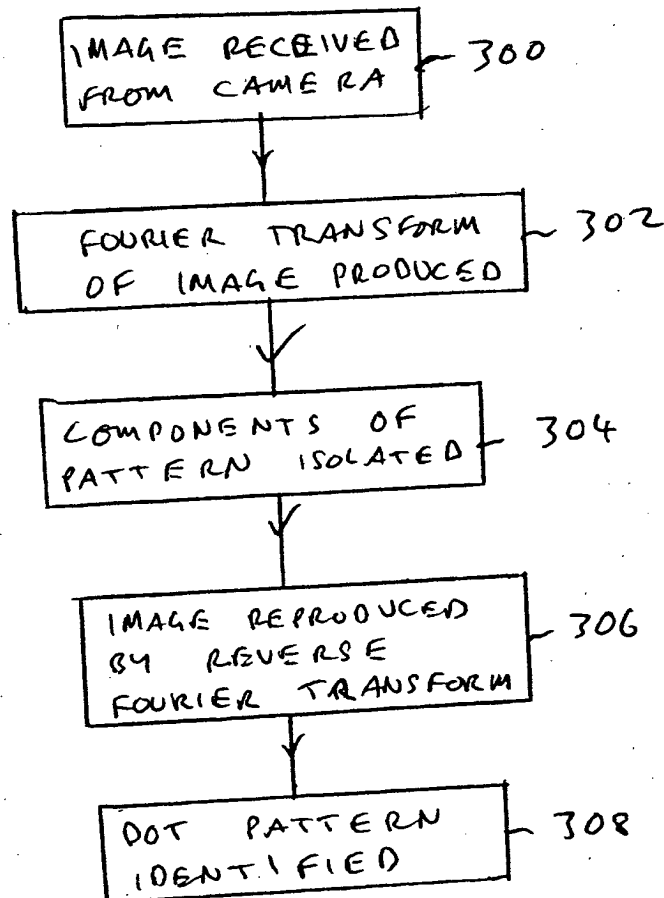 IMAGE RECEIVED
FROM CAMERA
300
FOURIER TRANSFORM
OF IMAGE PRODUCED
302
COMPONENTS OF
PATTERN ISOLATED
304
IMAGE REPRODUCED
BY REVERSE
FOURIER TRANSFORM
306
DOT PATTERN
IDENTIFIED
308